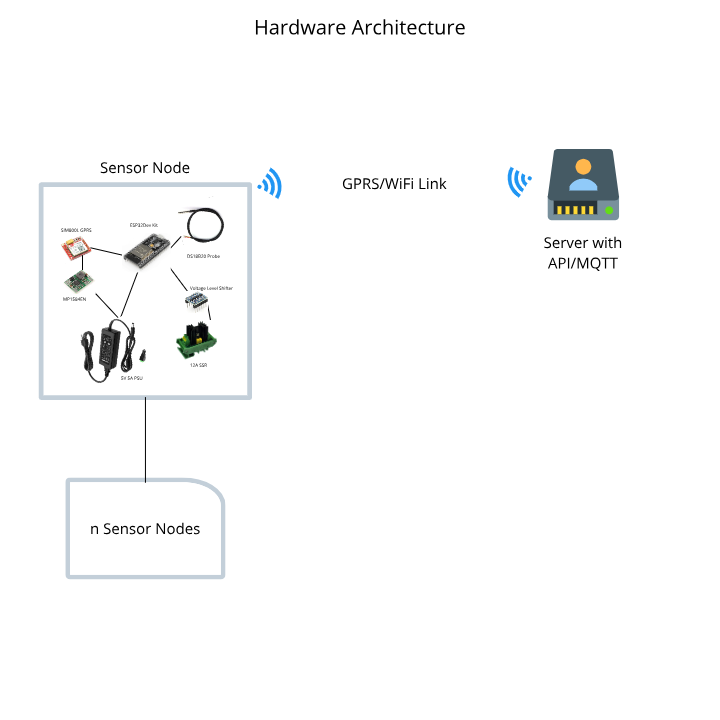 Hardware Architecture
Sensor Node
GPRS/WiFi Link
Server with
API/MQTT
SIM800L GPRS
ESP32Dev Kit
DS18B20 Probe
MP1584EN
Voltage Level Shifter
5V 5A PSU
12A SSR
n Sensor Nodes